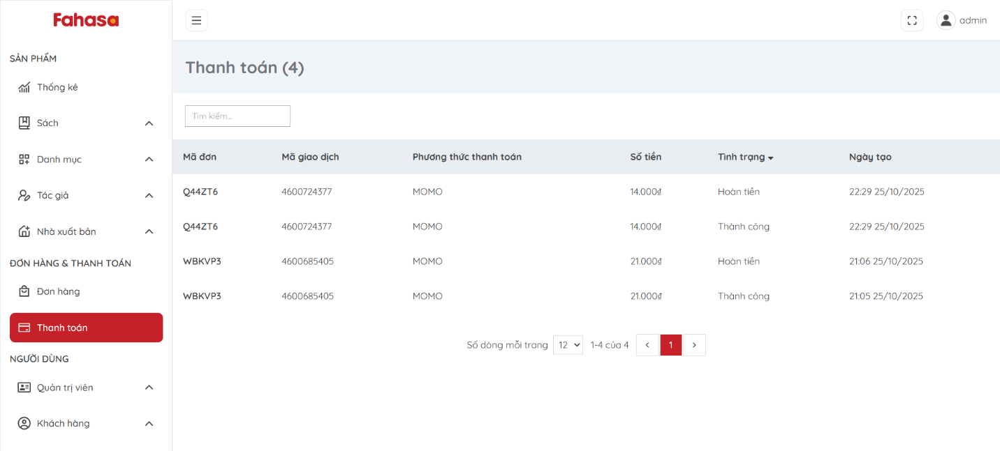 Fahasa
admin
SẢN PHẨM
Thống kê
Sách
Danh mục
Tác giả
Nhà xuất bản
ĐƠN HÀNG & THANH TOÁN
Đơn hàng
Thanh toán
NGƯỜI DÙNG
Quản trị viên
Khách hàng
Thanh toán (4)
Tìm kiếm...
Mã đơn Mã giao dịch Phương thức thanh toán Số tiền Tình trạng Ngày tạo
Q44ZT6 4600724377 MOMO 14.000₫ Hoàn tiền 22:29 25/10/2025
Q44ZT6 4600724377 MOMO 14.000₫ Thành công 22:29 25/10/2025
WBKVP3 4600685405 MOMO 21.000₫ Hoàn tiền 21:06 25/10/2025
WBKVP3 4600685405 MOMO 21.000₫ Thành công 21:05 25/10/2025
Số dòng mỗi trang 12 1-4 của 4 1